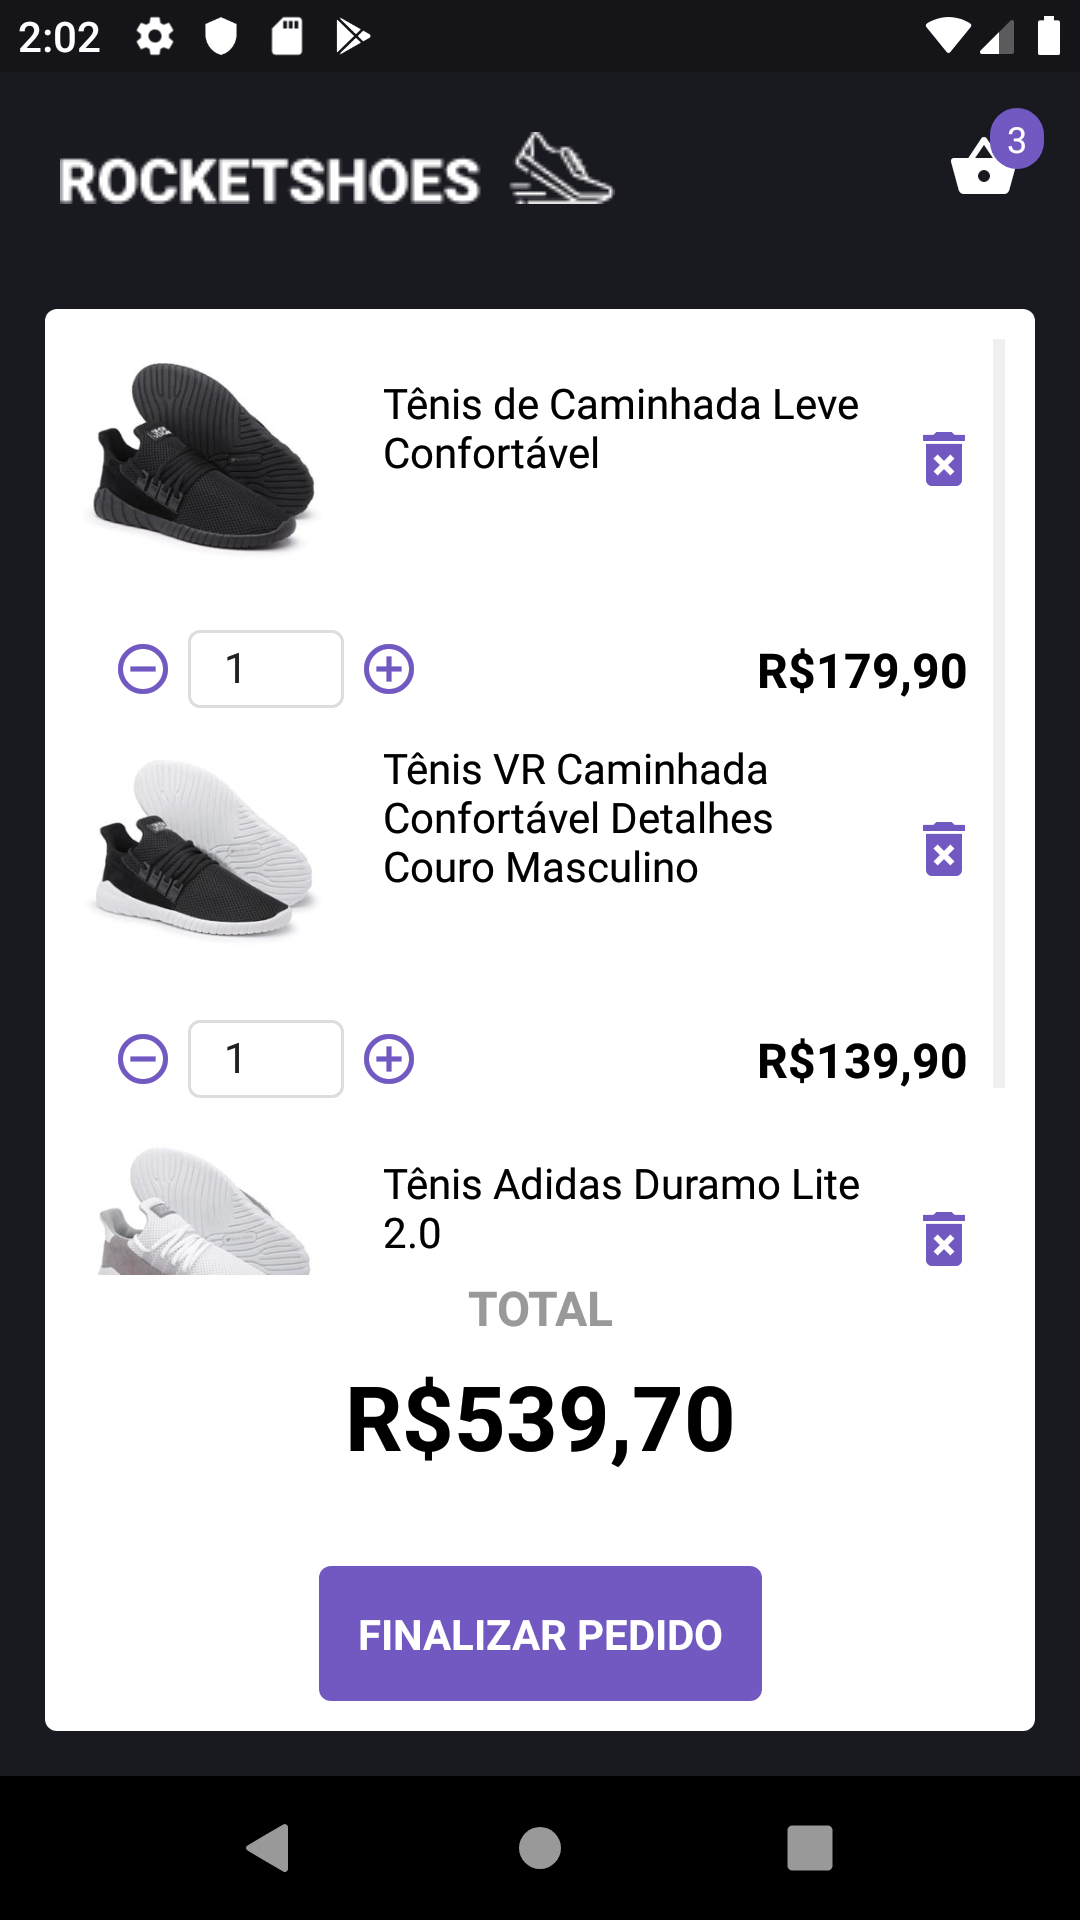 2:02
3
ROCKETSHOES
Tênis de Caminhada Leve
Confortável
1
R$179,90
Tênis VR Caminhada
Confortável Detalhes
Couro Masculino
1
R$139,90
Tênis Adidas Duramo Lite
2.0
TOTAL
R$539,70
FINALIZAR PEDIDO